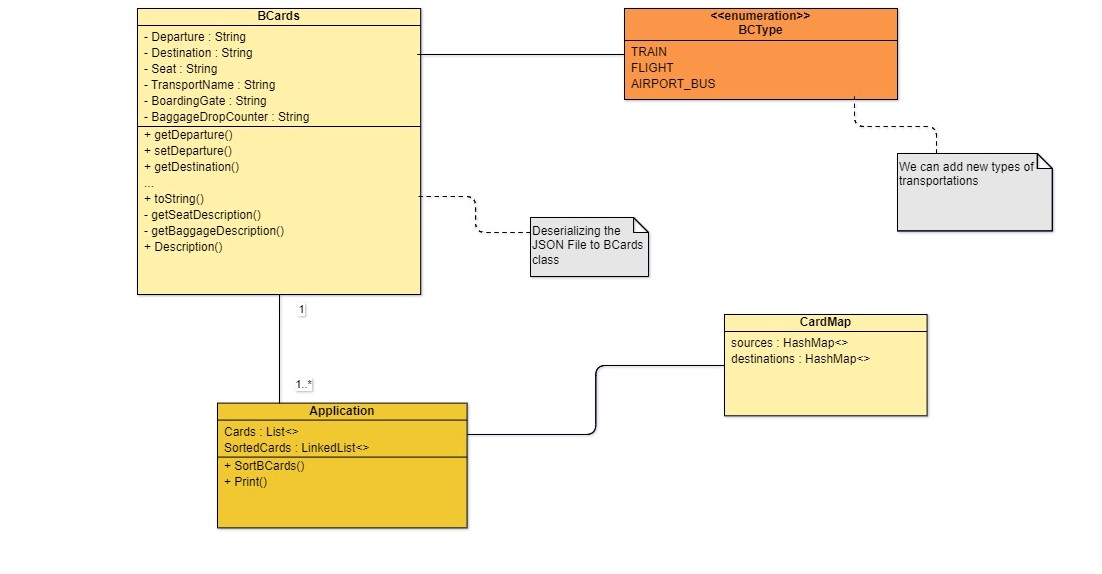 BCards
- Departure : String
- Destination : String
- Seat : String
- TransportName : String
- BoardingGate : String
- BaggageDropCounter : String
+ getDeparture()
+ setDeparture()
+ getDestination()
...
+ toString()
- getSeatDescription()
- getBaggageDescription()
+ Description()
<<enumeration>>
BCType
TRAIN
FLIGHT
AIRPORT_BUS
We can add new types of
transportations
Deserializing the
JSON File to BCards
class
1
1..*
CardMap
sources : HashMap<>
destinations : HashMap<>
Application
Cards : List<>
SortedCards : LinkedList<>
+ SortBCards()
+ Print()